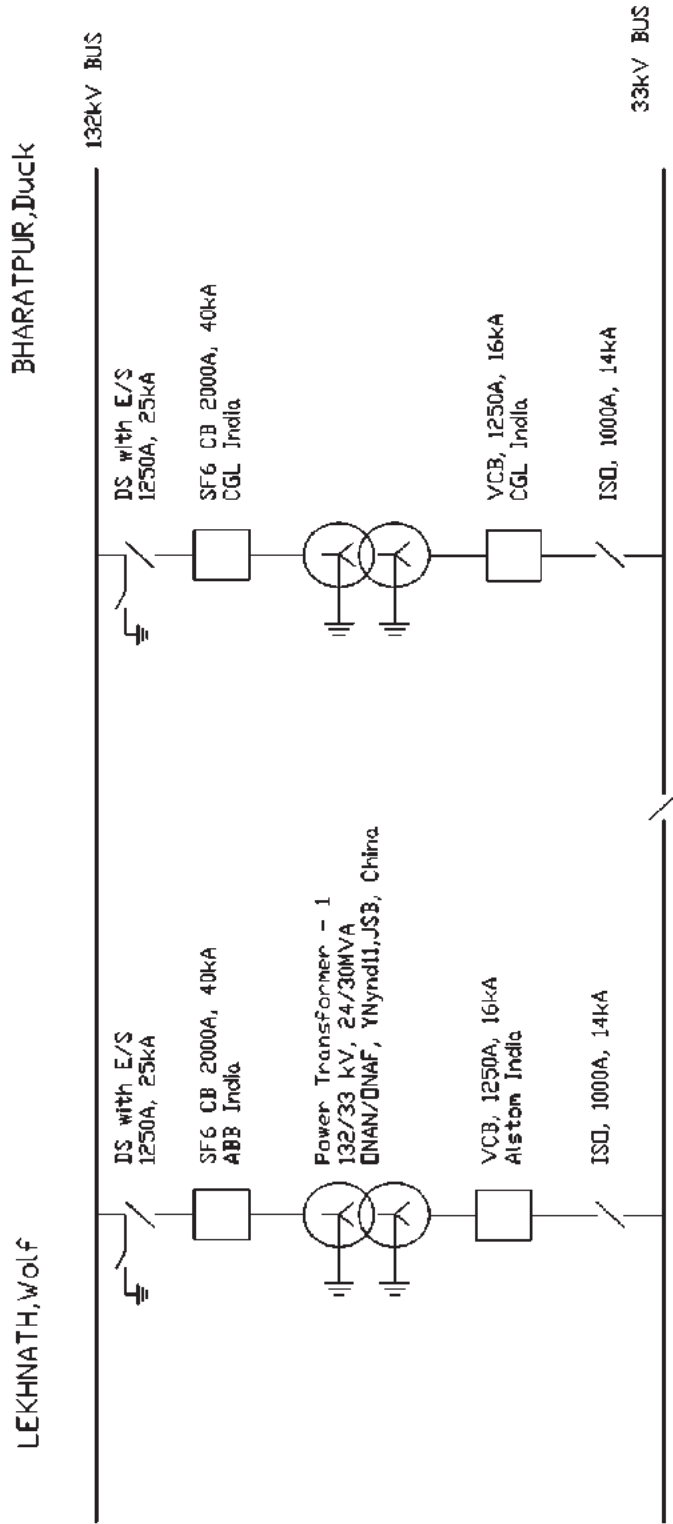 LEKHNATH,Wolf
BHARATPUR,Duck
132kV BUS
DS with E/S
1250A, 25kA
SF6 CB 2000A, 40kA
ABB India
Power Transformer - 1
132/33 kV, 24/30MVA
ONAN/ONAF, YNynd11,JSB, China
VCB, 1250A, 16kA
Alstom India
ISO, 1000A, 14kA
DS with E/S
1250A, 25kA
SF6 CB 2000A, 40kA
CGL India
VCB, 1250A, 16kA
CGL India
ISO, 1000A, 14kA
33kV BUS